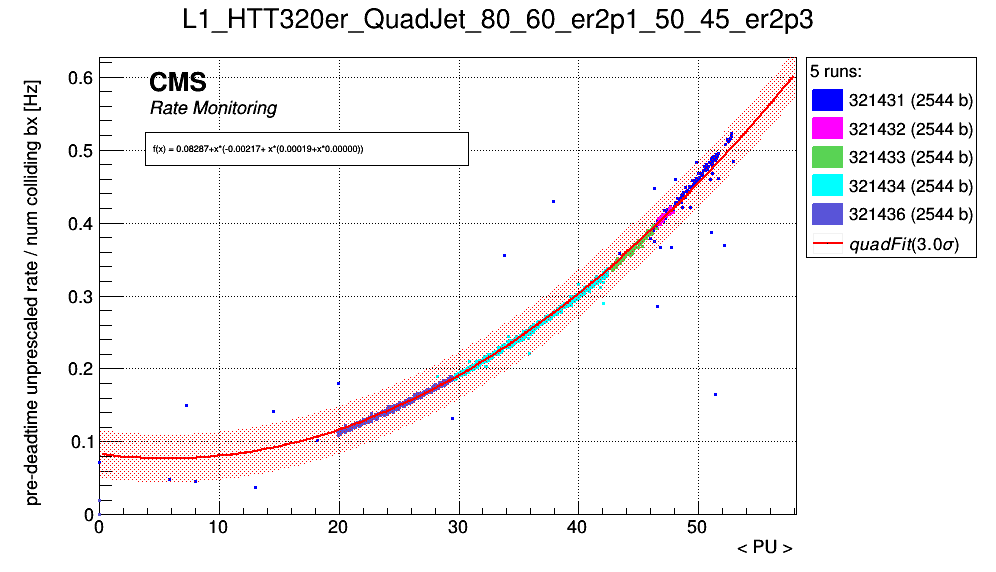 L1_HTT320er_QuadJet_80_60_er2p1_50_45_er2p3
pre-deadtime unprescaled rate / num colliding bx [Hz]
0.6
0.5
0.4
0.3
0.2
0.1
0
CMS
Rate Monitoring
f(x) = 0.08287+x*(-0.00217+ x*(0.00019+x*0.00000))
0 10 20 30 40 50
< PU >
5 runs:
321431 (2544 b)
321432 (2544 b)
321433 (2544 b)
321434 (2544 b)
321436 (2544 b)
quadFit(3.0σ)